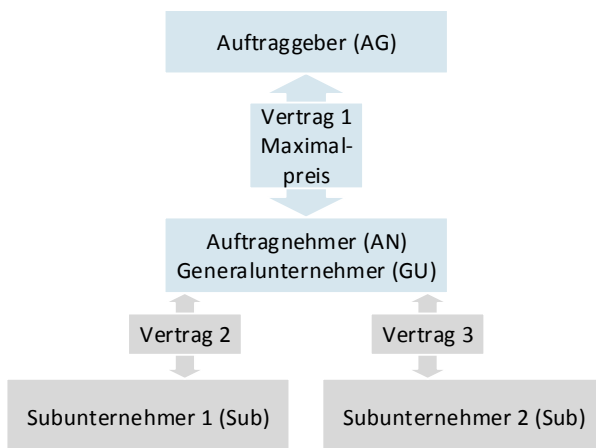 Auftraggeber (AG)
Vertrag 1
Maximal-
preis
Auftragnehmer (AN)
Generalunternehmer (GU)
Vertrag 2
Vertrag 3
Subunternehmer 1 (Sub)
Subunternehmer 2 (Sub)